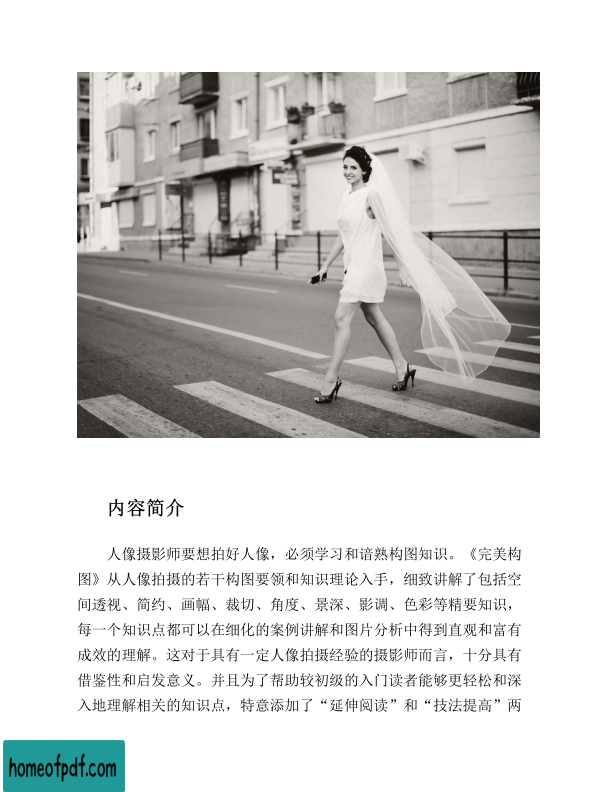 内容简介
人像摄影师要想拍好人像，必须学习和谙熟构图知识。《完美构
图》从人像拍摄的若干构图要领和知识理论入手，细致讲解了包括空
间透视、简约、画幅、裁切、角度、景深、影调、色彩等精要知识，
每一个知识点都可以在细化的案例讲解和图片分析中得到直观和富有
成效的理解。这对于具有一定人像拍摄经验的摄影师而言，十分具有
借鉴性和启发意义。并且为了帮助较初级的入门读者能够更轻松和深
入地理解相关的知识点，特意添加了“延伸阅读”和“技法提高”两
homeofpdf.com